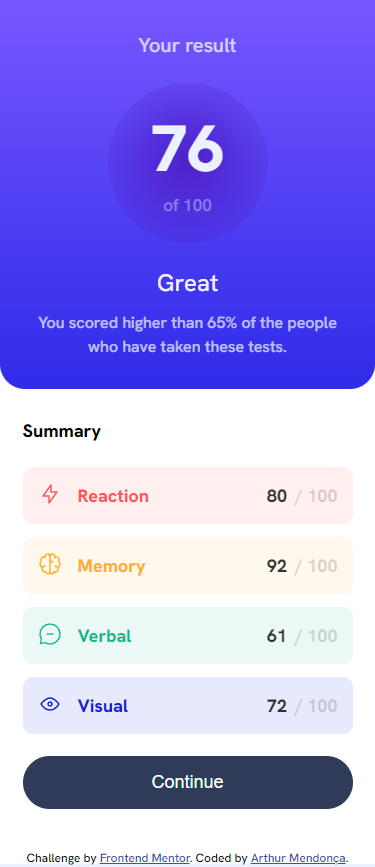 Your result
76
of 100
Great
You scored higher than 65% of the people
who have taken these tests.
Summary
Reaction 80 / 100
Memory 92 / 100
Verbal 61 / 100
Visual 72 / 100
Continue
Challenge by Frontend Mentor. Coded by Arthur Mendonça.